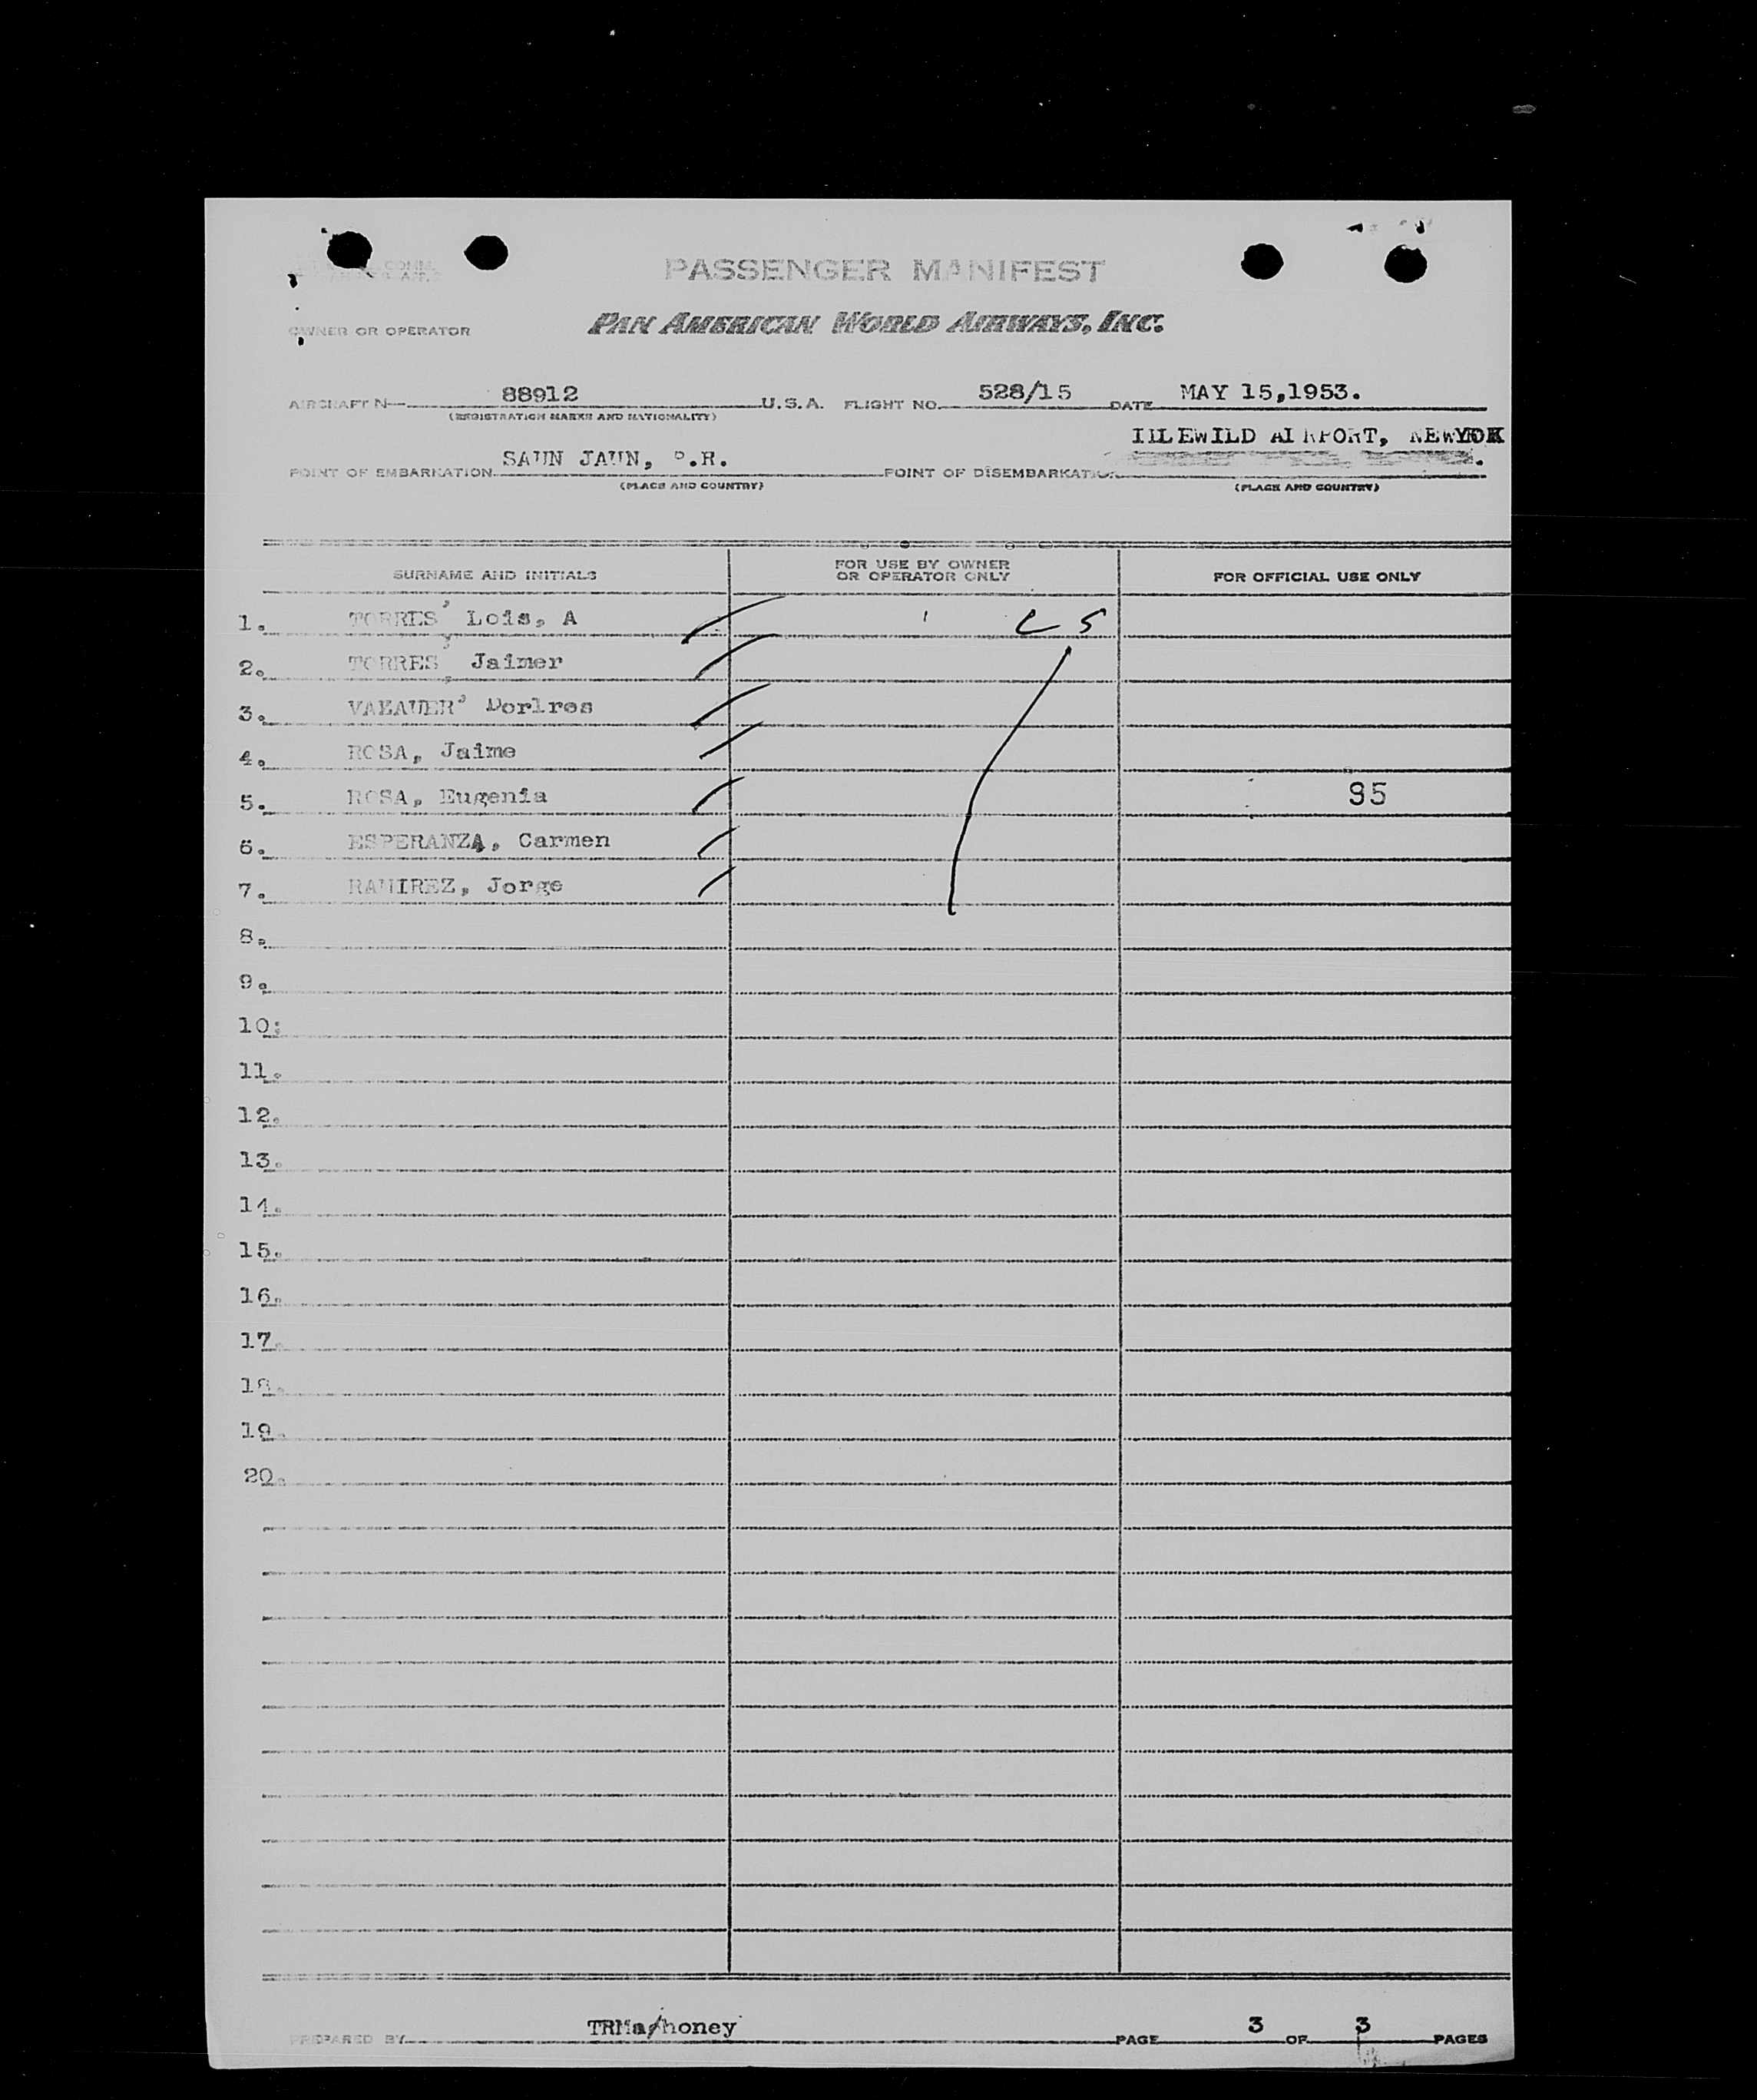 PASSENGER MANIFEST
OWNER OR OPERATOR PAN AMERICAN WORLD AIRWAYS, INC.
AIRCRAFT N— 88912 U.S.A. FLIGHT NO. 528/15 DATE MAY 15,1953.
(REGISTRATION MARKS AND NATIONALITY)
IDLEWILD AIRPORT, NEWYOK
POINT OF EMBARKATION SAUN JAUN, P.R. POINT OF DISEMBARKATION
(PLACE AND COUNTRY) (PLACE AND COUNTRY)
SURNAME AND INITIALS FOR USE BY OWNER OR OPERATOR ONLY FOR OFFICIAL USE ONLY
1. TORRES, Lois, A L S
2. TORRES, Jaimer
3. VAEAUER, Dorlres
4. ROSA, Jaime
5. ROSA, Eugenia 95
6. ESPERANZA, Carmen
7. RAMIREZ, Jorge
8.
9.
10.
11.
12.
13.
14.
15.
16.
17.
18.
19.
20.
PREPARED BY TRMa/honey PAGE 3 OF 3 PAGES